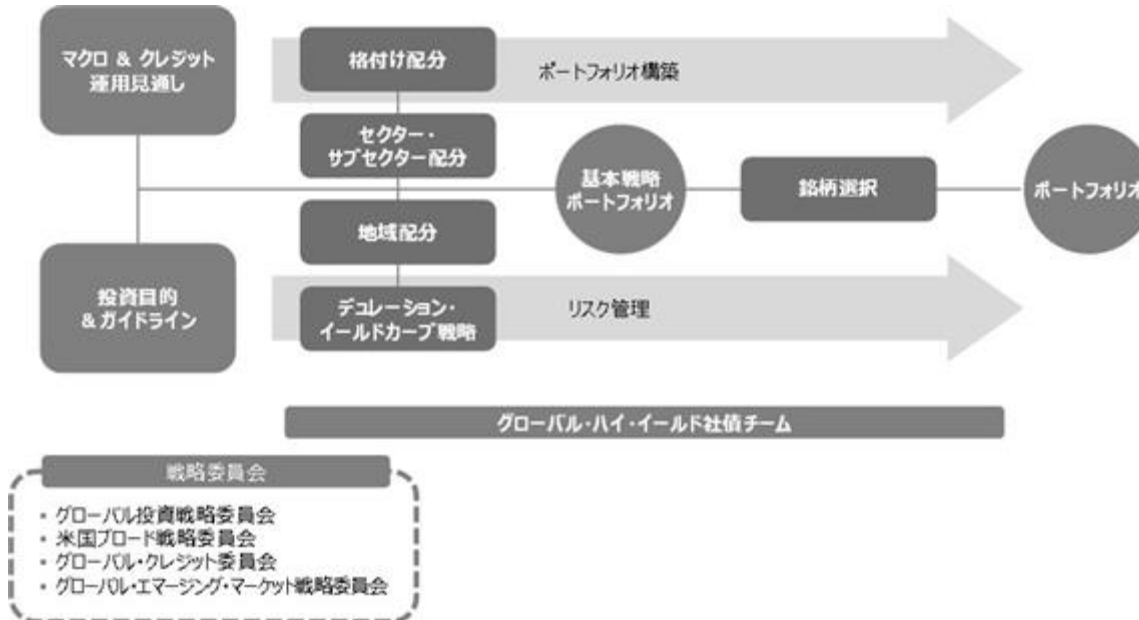 マクロ & クレジット
運用見通し
格付け配分
ポートフォリオ構築
セクター・
サブセクター配分
基本戦略
ポートフォリオ
銘柄選択
ポートフォリオ
地域配分
投資目的
&ガイドライン
デュレーション・
イールドカーブ戦略
リスク管理
グローバル・ハイ・イールド社債チーム
戦略委員会
▪ グローバル投資戦略委員会
▪ 米国ブロード戦略委員会
▪ グローバル・クレジット委員会
▪ グローバル・エマージング・マーケット戦略委員会